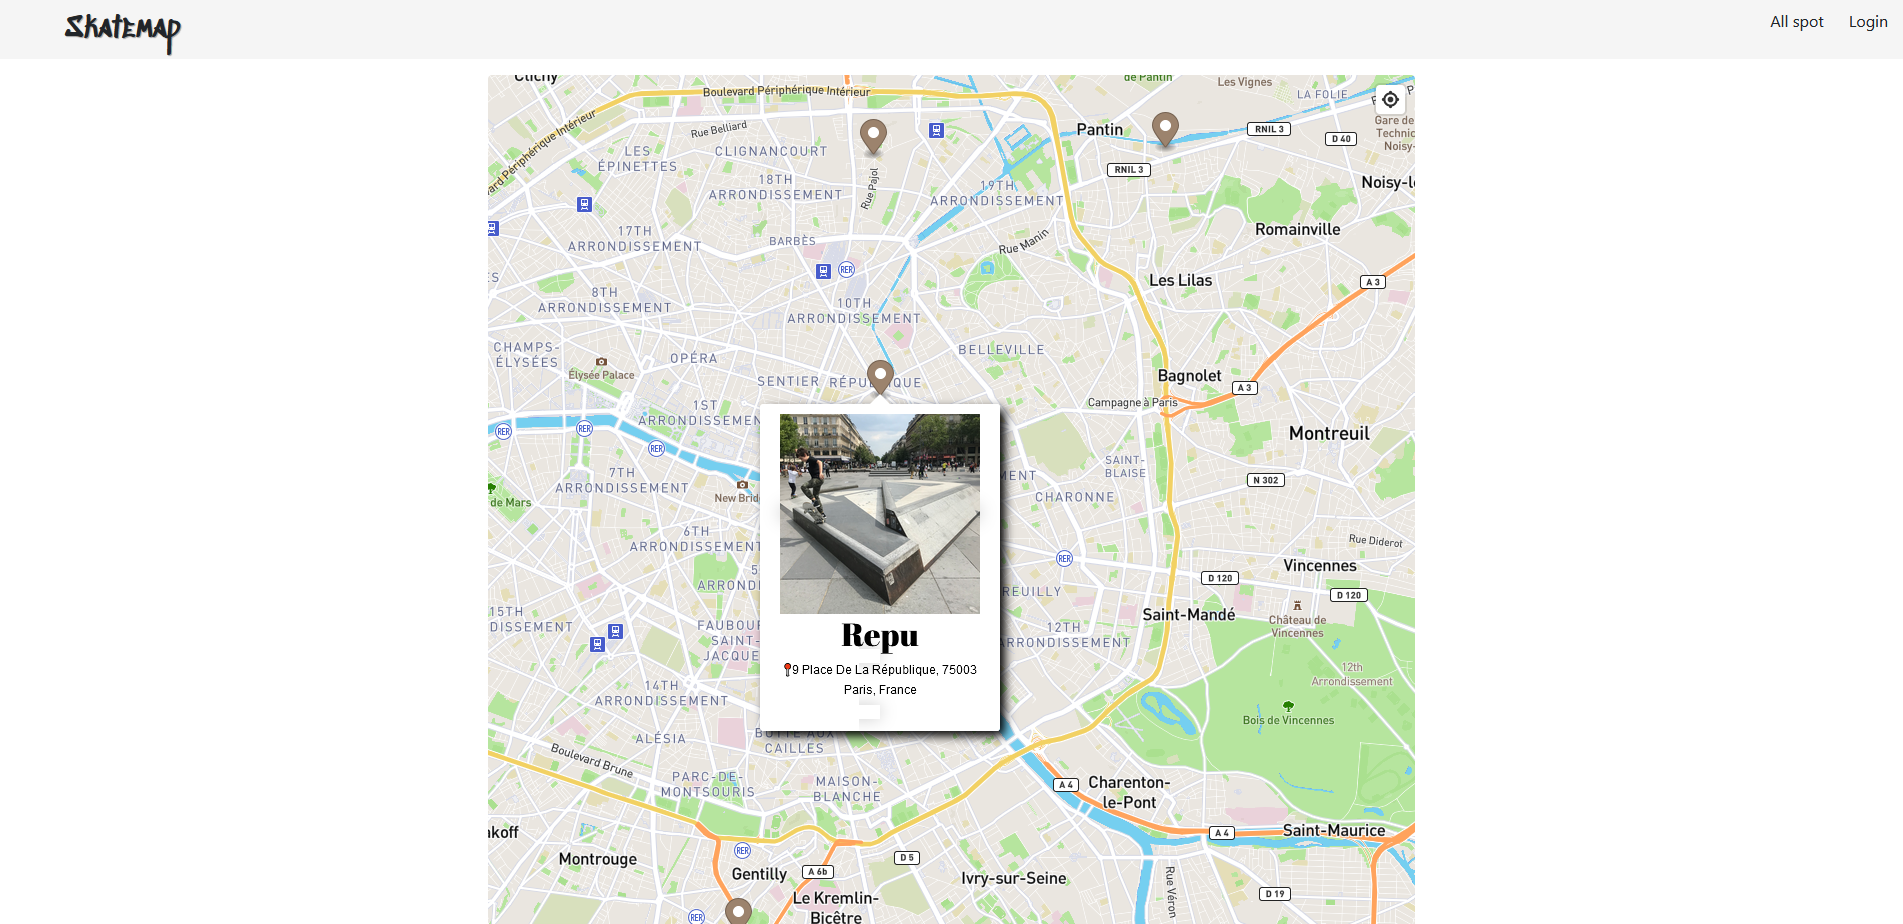 SKATEMAP
All spot
Login
Clichy
Boulevard Périphérique Intérieur
de Pantin
Les Vignes
LA FOLIE
Boulevard Périphérique Intérieur
Rue Belliard
Pantin
RNIL 3
D 40
Gare de
Technic
Noisy-
LES
ÉPINETTES
CLIGNANCOURT
RNIL 3
18TH
ARRONDISSEMENT
Rue Pajol
19TH
ARRONDISSEMENT
Noisy-l
17TH
ARRONDISSEMENT
BARBÈS
Rue Manin
Romainville
RER
Les Lilas
A 3
8TH
ARRONDISSEMENT
10TH
ARRONDISSEMENT
CHAMPS-
ÉLYSÉES
OPÉRA
BELLEVILLE
Élysée Palace
SENTIER
RÉPUBLIQUE
Bagnolet
A 3
Campagne à Paris
1ST
ARRONDISSEMEN
RER
RER
RER
Montreuil
SAINT-
BLAISE
7TH
ARRONDISSEMENT
MENT
N 302
de Mars
New Brid
CHARONNE
6TH
ARRONDISSEMENT
Rue Diderot
RER
Vincennes
5
ARROND
D 120
REUILLY
D 120
15TH
DISSEMENT
Saint-Mandé
Château de
Vincennes
FAUBOU
SAINT-
JACQUE
Repu
12TH
ARRONDISSEMENT
9 Place De La République, 75003
Paris, France
12th
Arrondissement
14TH
ARRONDISSEMENT
Bois de Vincennes
BUTTE AUX
CAILLES
ALÉSIA
Boulevard Brune
PARC-DE-
MONTSOURIS
MAISON-
BLANCHE
A 4
Charenton-
le-Pont
akoff
A 4
Saint-Maurice
RER
Montrouge
D 5
Gentilly
A 6b
Ivry-sur-Seine
Rue Véron
D 19
Le Kremlin-
Bicêtre
RER